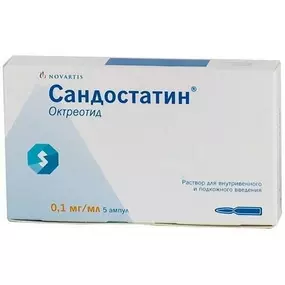 NOVARTIS
Сандостатин®
Октреотид
S
Раствор для внутривенного
и подкожного введения
0,1 мг/мл 5 ампул